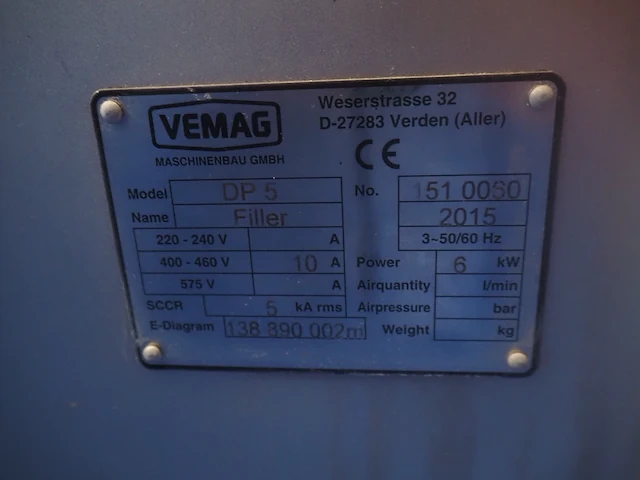 VEMAG
MASCHINENBAU GMBH
Weserstrasse 32
D-27283 Verden (Aller)
CE
Model DP 5 No. 151 0060
Name Filler 2015
220 - 240 V A 3~50/60 Hz
400 - 460 V 10 A Power 6 kW
575 V A Airquantity l/min
SCCR 5 kA rms Airpressure bar
E-Diagram 138 890 002m Weight kg